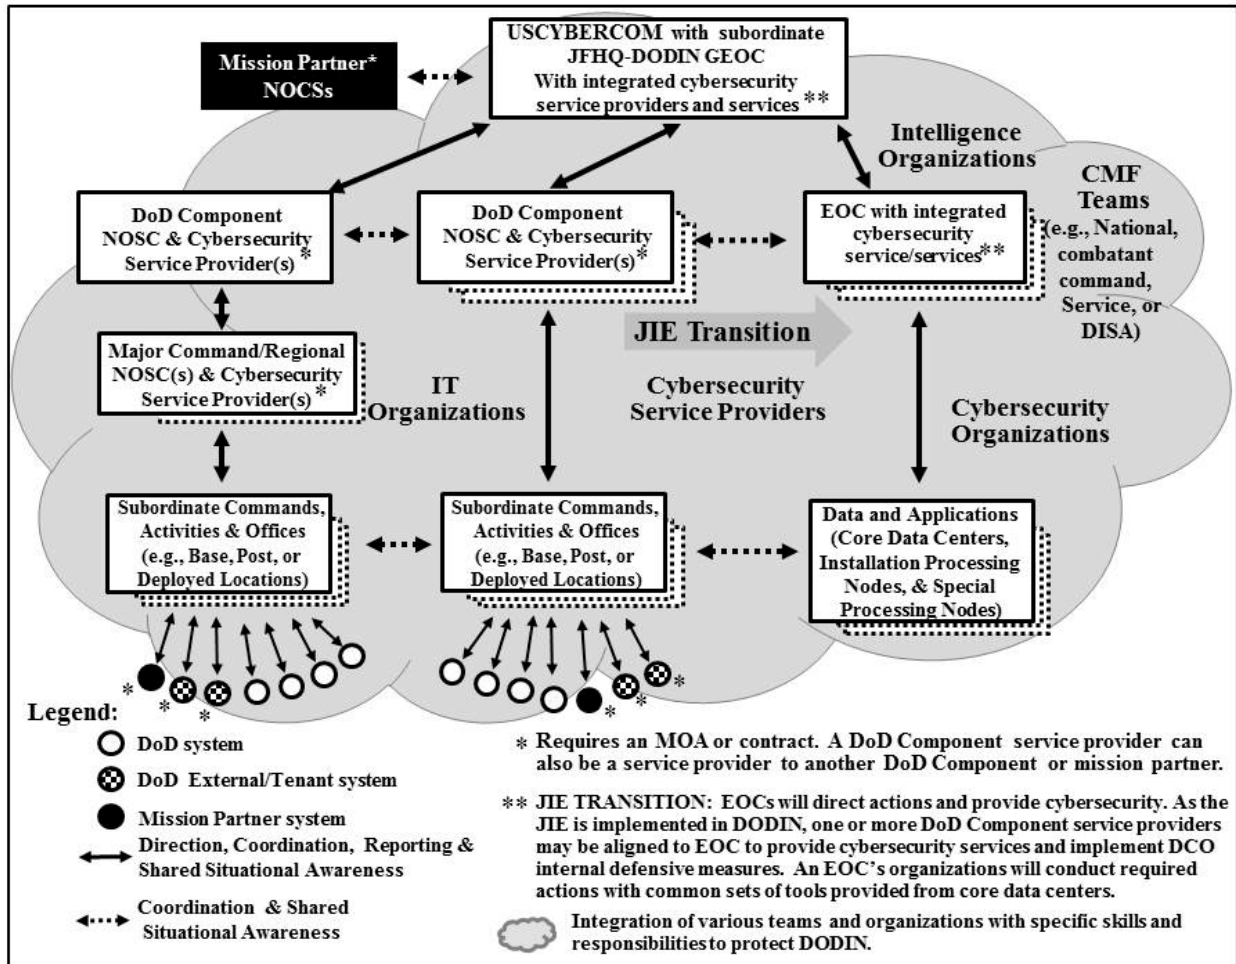 USCYBERCOM with subordinate
JFHQ-DODIN GEOC
With integrated cybersecurity
service providers and services **
Mission Partner*
NOCSs
Intelligence
Organizations
CMF
Teams
(e.g., National,
combatant
command,
Service, or
DISA)
DoD Component
NOSC & Cybersecurity
Service Provider(s) *
DoD Component
NOSC & Cybersecurity
Service Provider(s) *
EOC with integrated
cybersecurity
service/services**
JIE Transition
Major Command/Regional
NOSC(s) & Cybersecurity
Service Provider(s) *
IT
Organizations
Cybersecurity
Service Providers
Cybersecurity
Organizations
Subordinate Commands,
Activities & Offices
(e.g., Base, Post, or
Deployed Locations)
Subordinate Commands,
Activities & Offices
(e.g., Base, Post, or
Deployed Locations)
Data and Applications
(Core Data Centers,
Installation Processing
Nodes, & Special
Processing Nodes)
* * *
* * *
Legend:
DoD system
DoD External/Tenant system
Mission Partner system
Direction, Coordination, Reporting &
Shared Situational Awareness
Coordination & Shared
Situational Awareness
* Requires an MOA or contract. A DoD Component service provider can
also be a service provider to another DoD Component or mission partner.
** JIE TRANSITION: EOCs will direct actions and provide cybersecurity. As the
JIE is implemented in DODIN, one or more DoD Component service providers
may be aligned to EOC to provide cybersecurity services and implement DCO
internal defensive measures. An EOC's organizations will conduct required
actions with common sets of tools provided from core data centers.
Integration of various teams and organizations with specific skills and
responsibilities to protect DODIN.